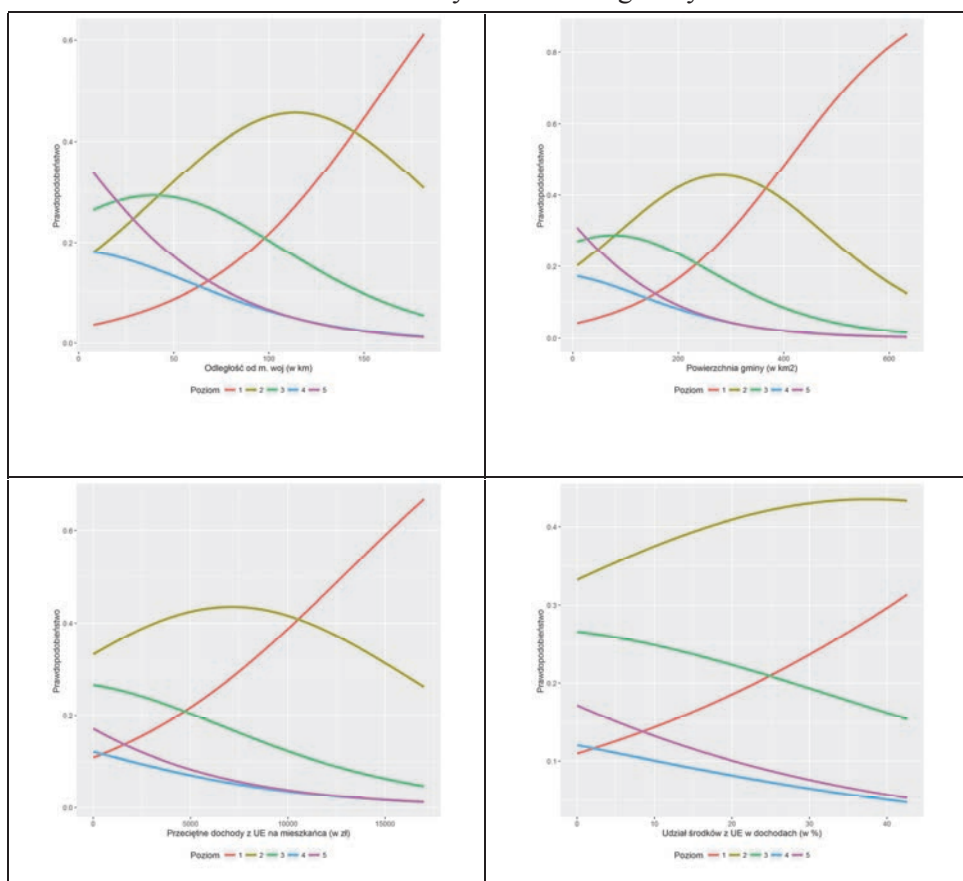 0.6
0.4
0.2
0.0
Prawdopodobeństwo
0 50 100 150
Odległość od m. woj (w km)
Poziom 1 2 3 4 5
0.8
0.6
0.4
0.2
0.0
Prawdopodobeństwo
0 200 400 600
Powierzchnia gminy (w km2)
Poziom 1 2 3 4 5
0.6
0.4
0.2
0.0
Prawdopodobeństwo
0 5000 10000 15000
Przeciętne dochody z UE na mieszkańca (w zł)
Poziom 1 2 3 4 5
0.4
0.3
0.2
0.1
Prawdopodobeństwo
0 10 20 30 40
Udział środków z UE w dochodach (w %)
Poziom 1 2 3 4 5